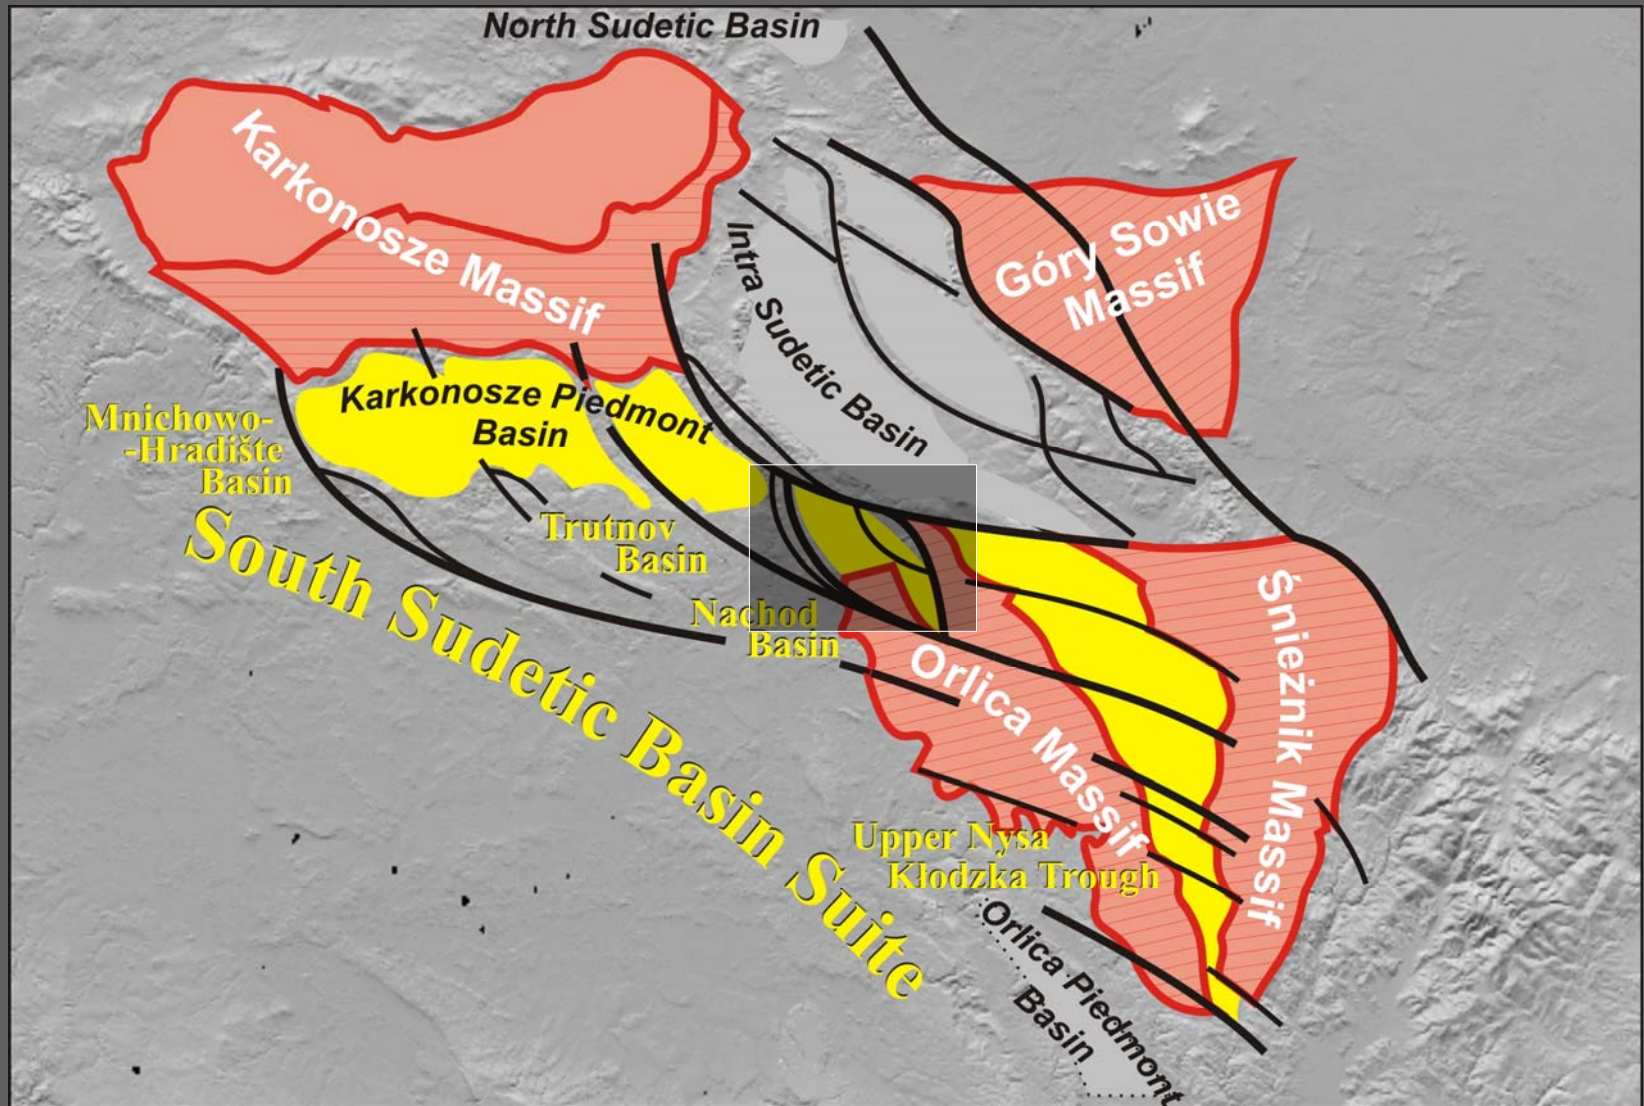 North Sudetic Basin
Karkonosze Massif
Góry Sowie
Massif
Intra Sudetic Basin
Karkonosze Piedmont
Basin
Mnichowo-
-Hradište
Basin
Trutnov
Basin
South Sudetic Basin Suite
Nachod
Basin
Orlica Massif
Śnieżnik Massif
Upper Nysa
Kłodzka Trough
Orlica Piedmont
Basin